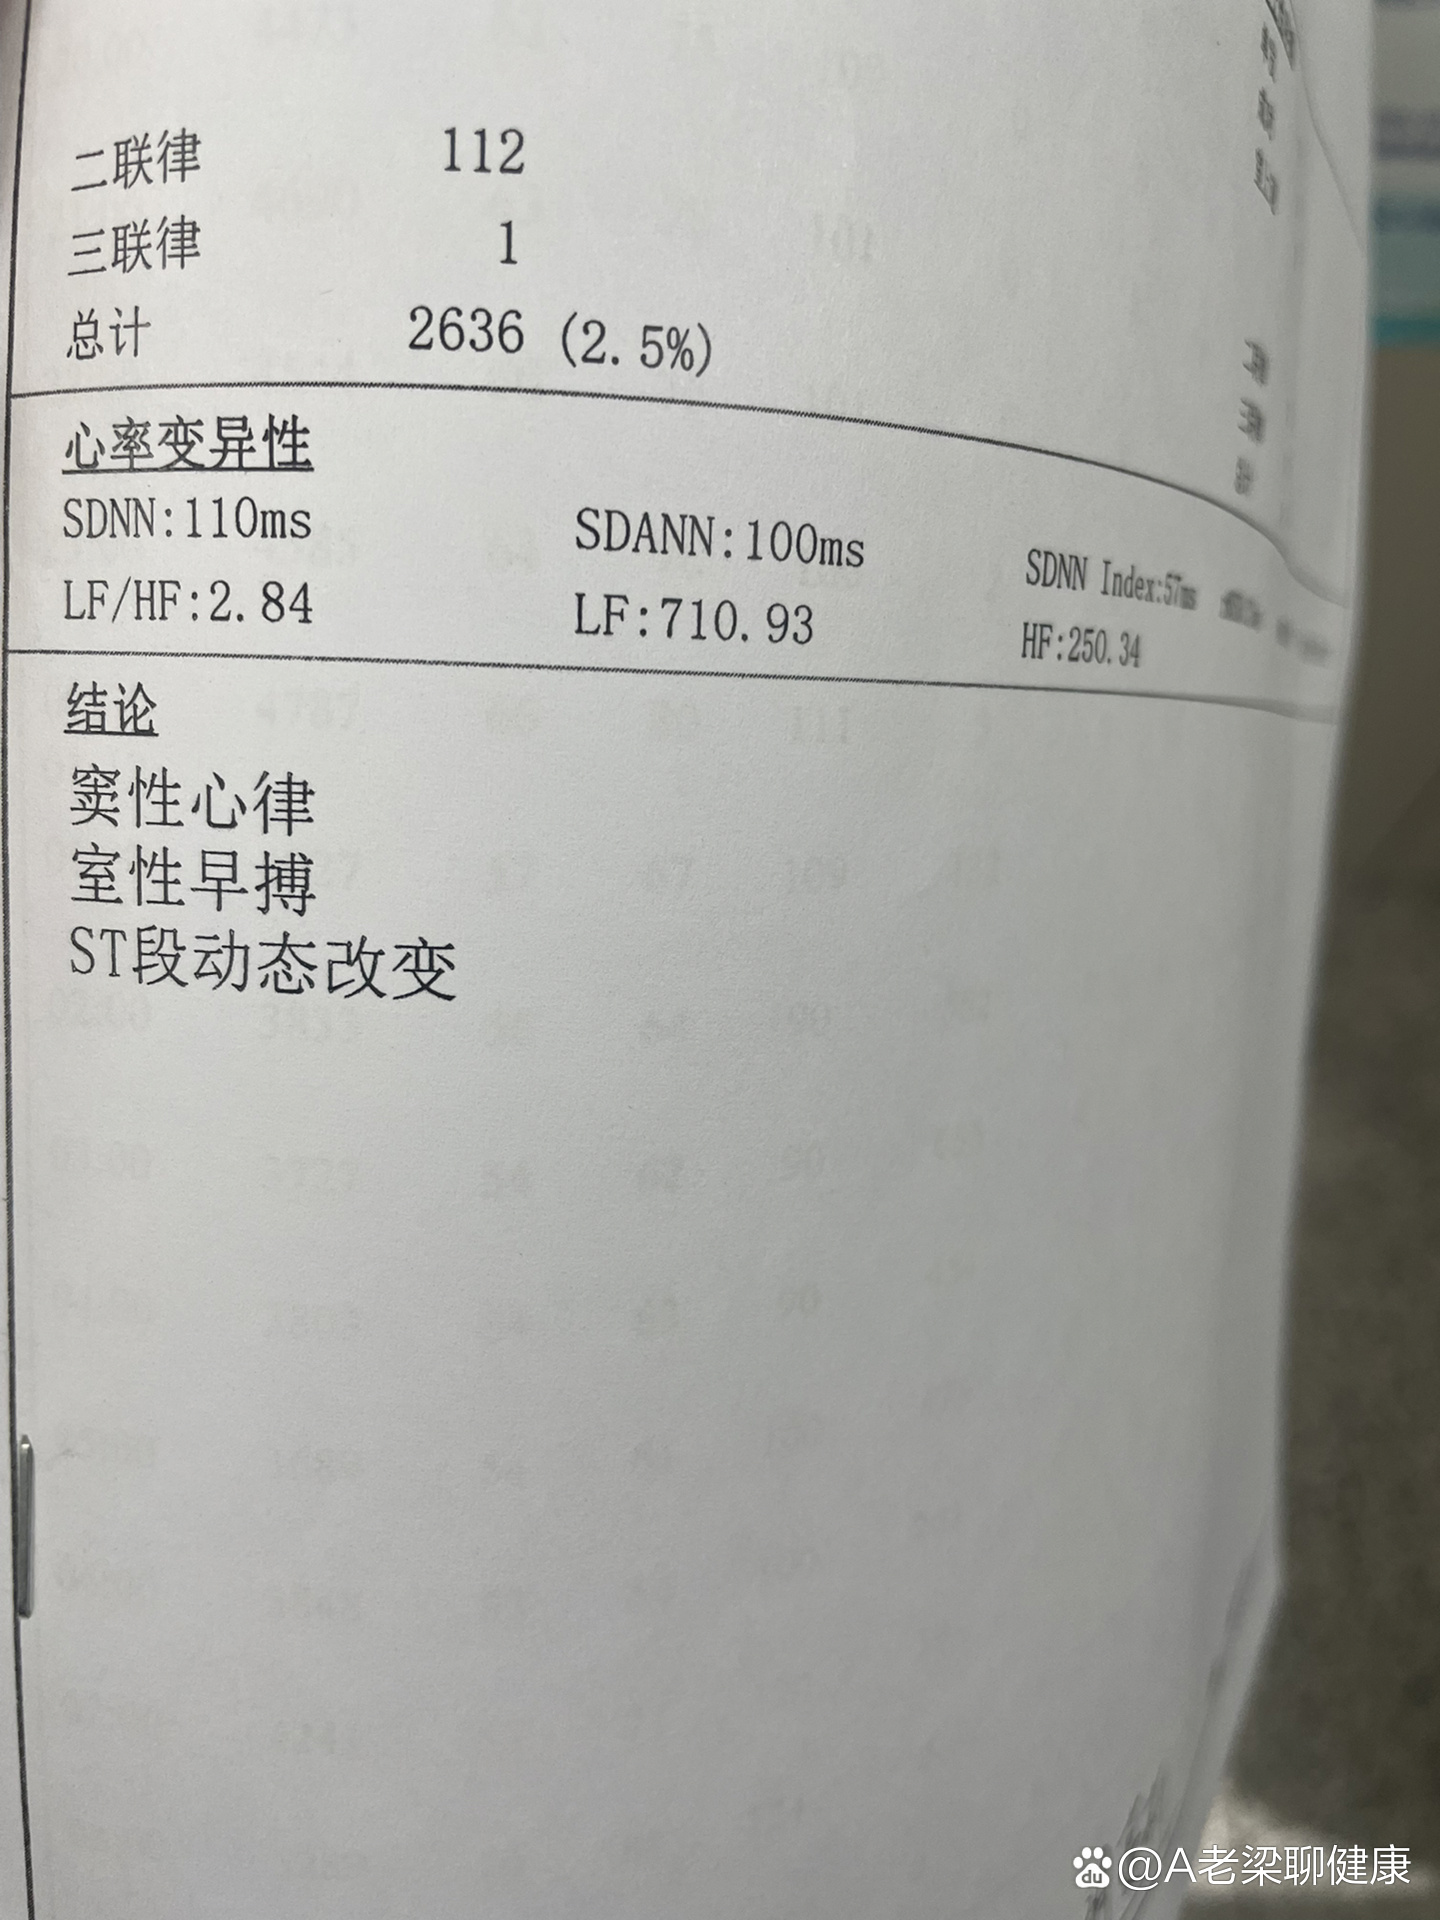 二联律 112
三联律 1
总计 2636 (2.5%)
心率变异性
SDNN:110ms SDANN:100ms SDNN Index:57ms
LF/HF:2.84 LF:710.93 HF:250.34
结论
窦性心律
室性早搏
ST段动态改变
du @A老梁聊健康